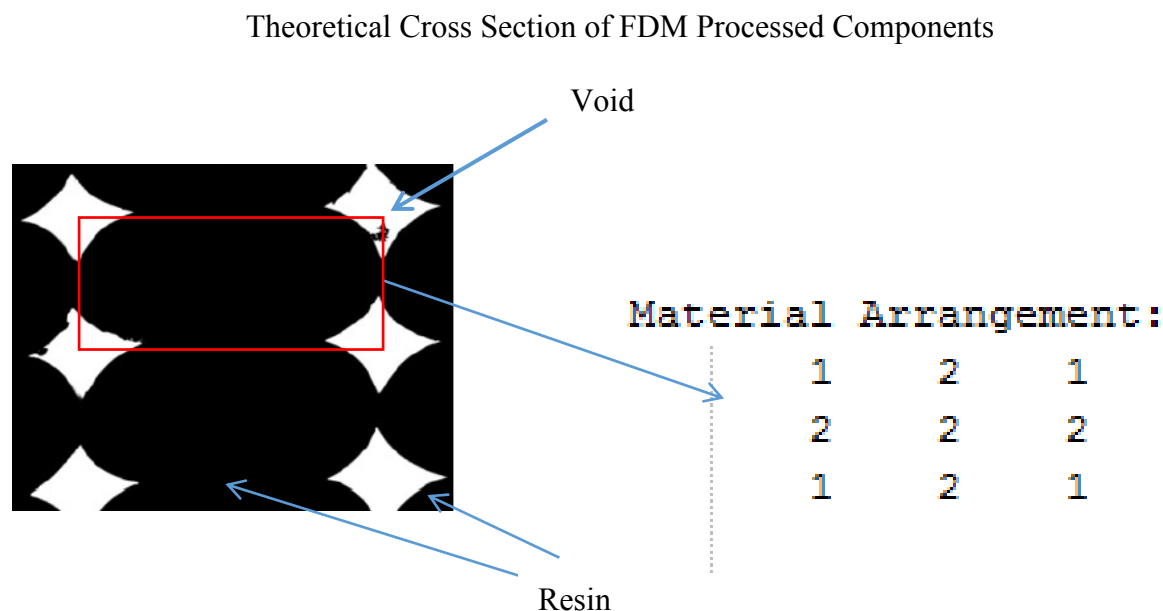 Theoretical Cross Section of FDM Processed Components
Void
Material Arrangement:
1 2 1
2 2 2
1 2 1
Resin